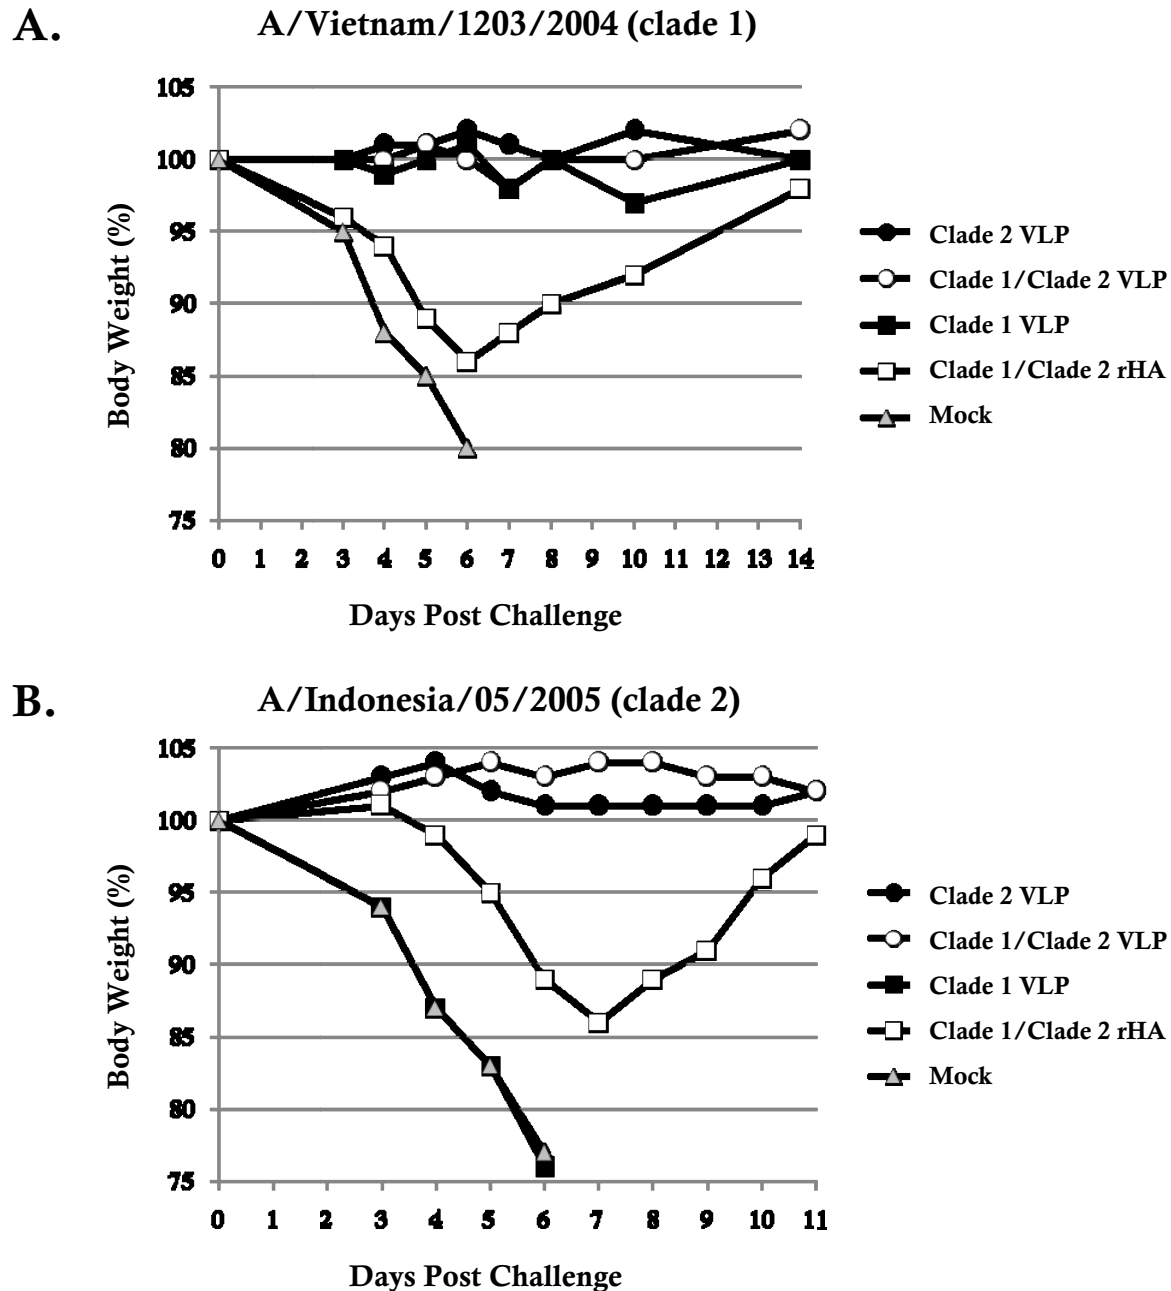 A.
A/Vietnam/1203/2004 (clade 1)
105
100
95
90
85
80
75
Body Weight (%)
0 1 2 3 4 5 6 7 8 9 10 11 12 13 14
Days Post Challenge
Clade 2 VLP
Clade 1/Clade 2 VLP
Clade 1 VLP
Clade 1/Clade 2 rHA
Mock
B.
A/Indonesia/05/2005 (clade 2)
105
100
95
90
85
80
75
Body Weight (%)
0 1 2 3 4 5 6 7 8 9 10 11
Days Post Challenge
Clade 2 VLP
Clade 1/Clade 2 VLP
Clade 1 VLP
Clade 1/Clade 2 rHA
Mock